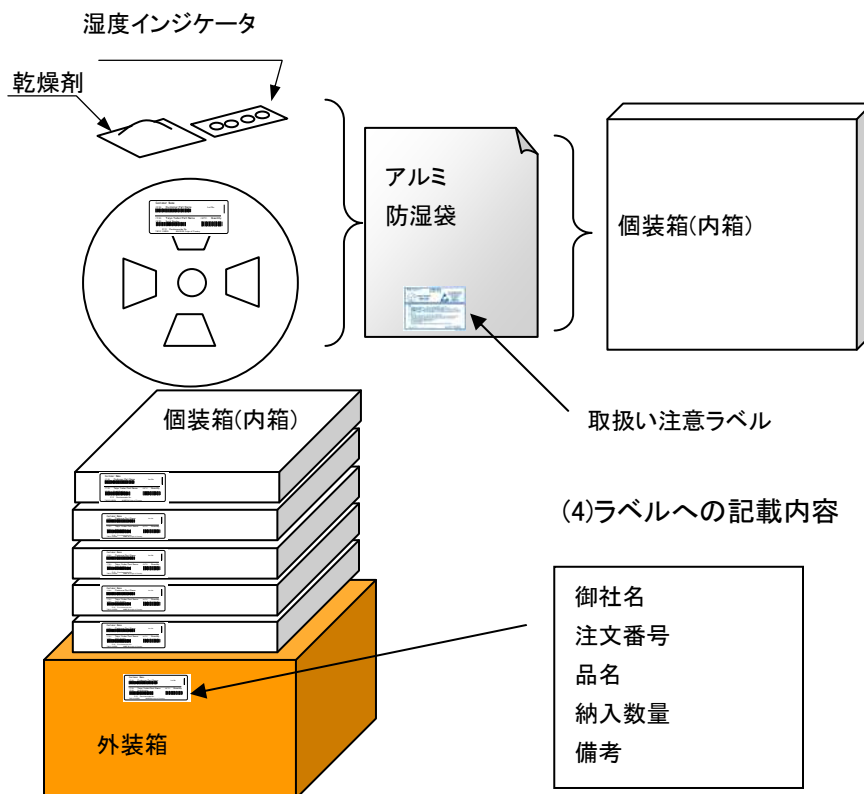 湿度インジケータ
乾燥剤
アルミ
防湿袋
個装箱(内箱)
取扱い注意ラベル
個装箱(内箱)
(4)ラベルへの記載内容
御社名
注文番号
品名
納入数量
備考
外装箱